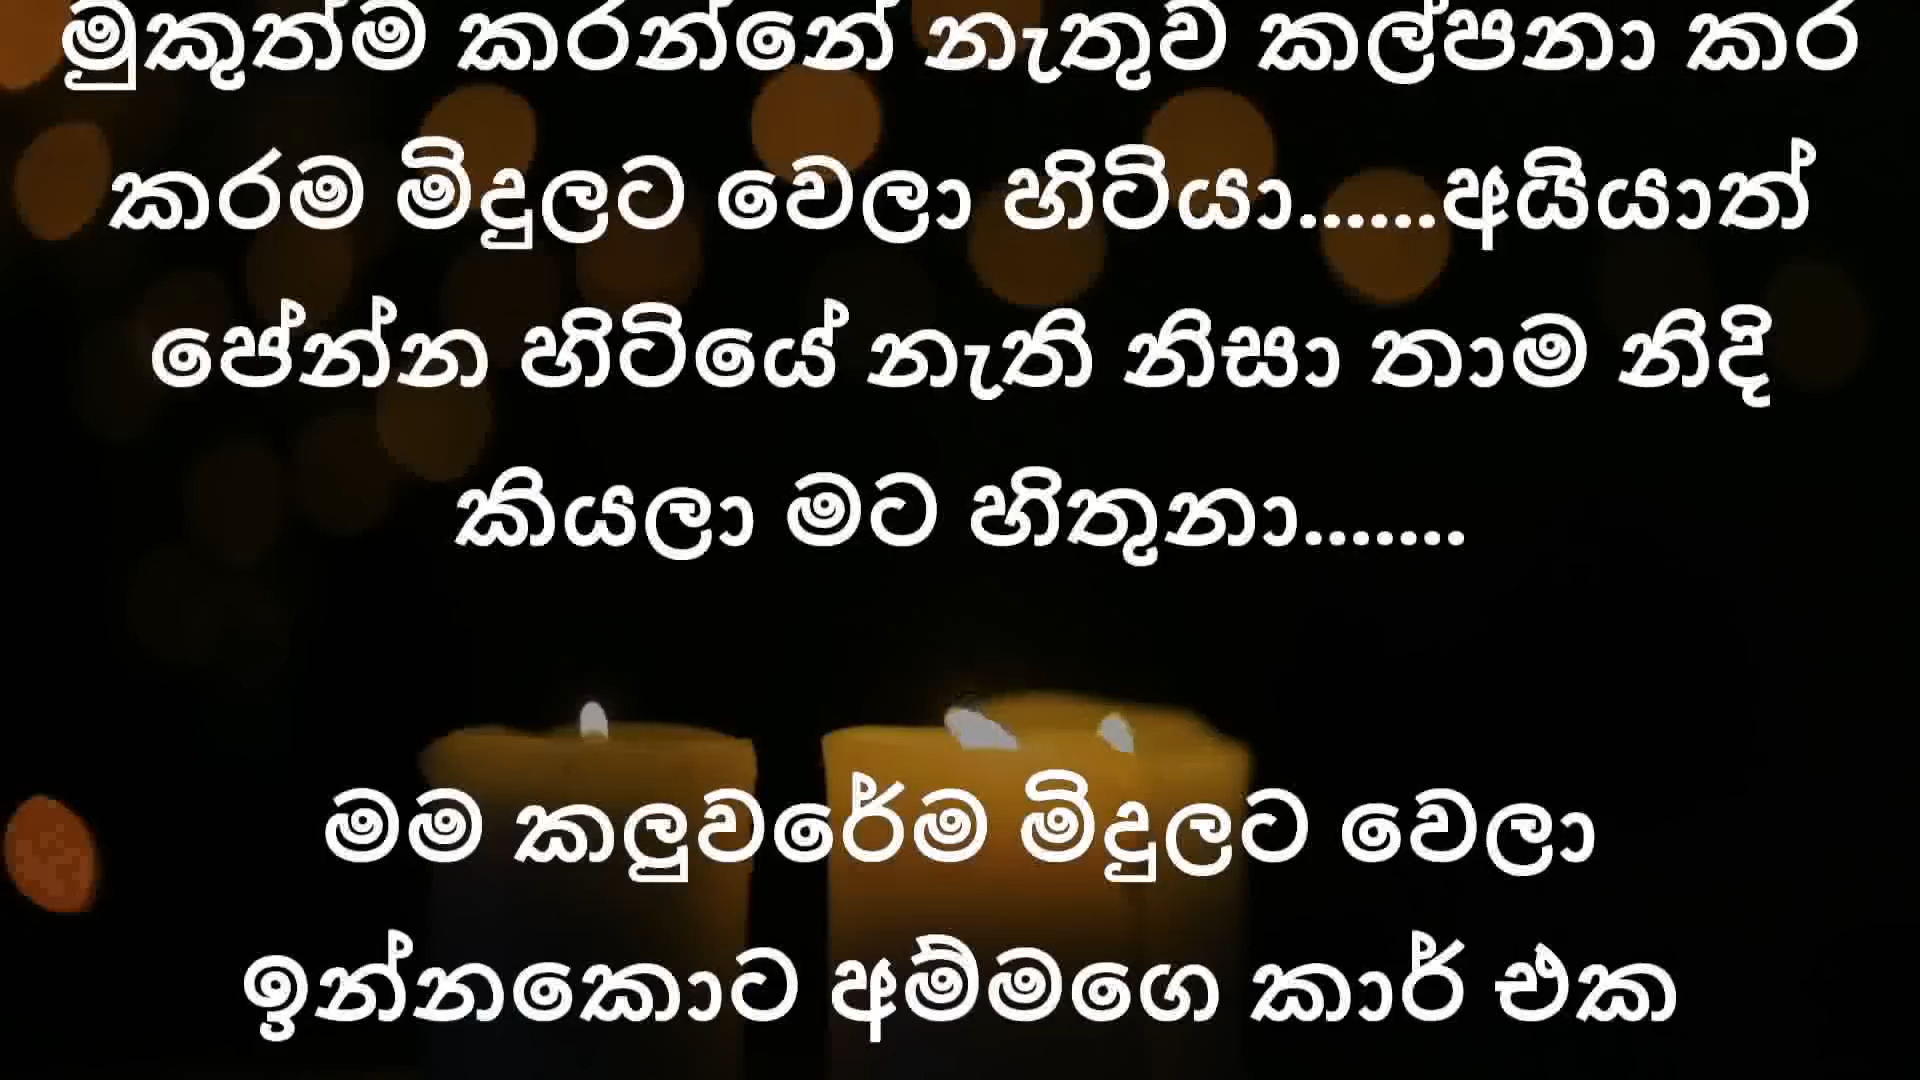 මුකුත්ම කරන්නේ නැතුව කල්පනා කර
කරම මිදුලට වෙලා හිටියා......අයියාත්
පේන්න හිටියේ නැති නිසා තාම නිදි
කියලා මට හිතුනා.......
මම කලුවරේම මිදුලට වෙලා
ඉන්නකොට අම්මගෙ කාර් එක